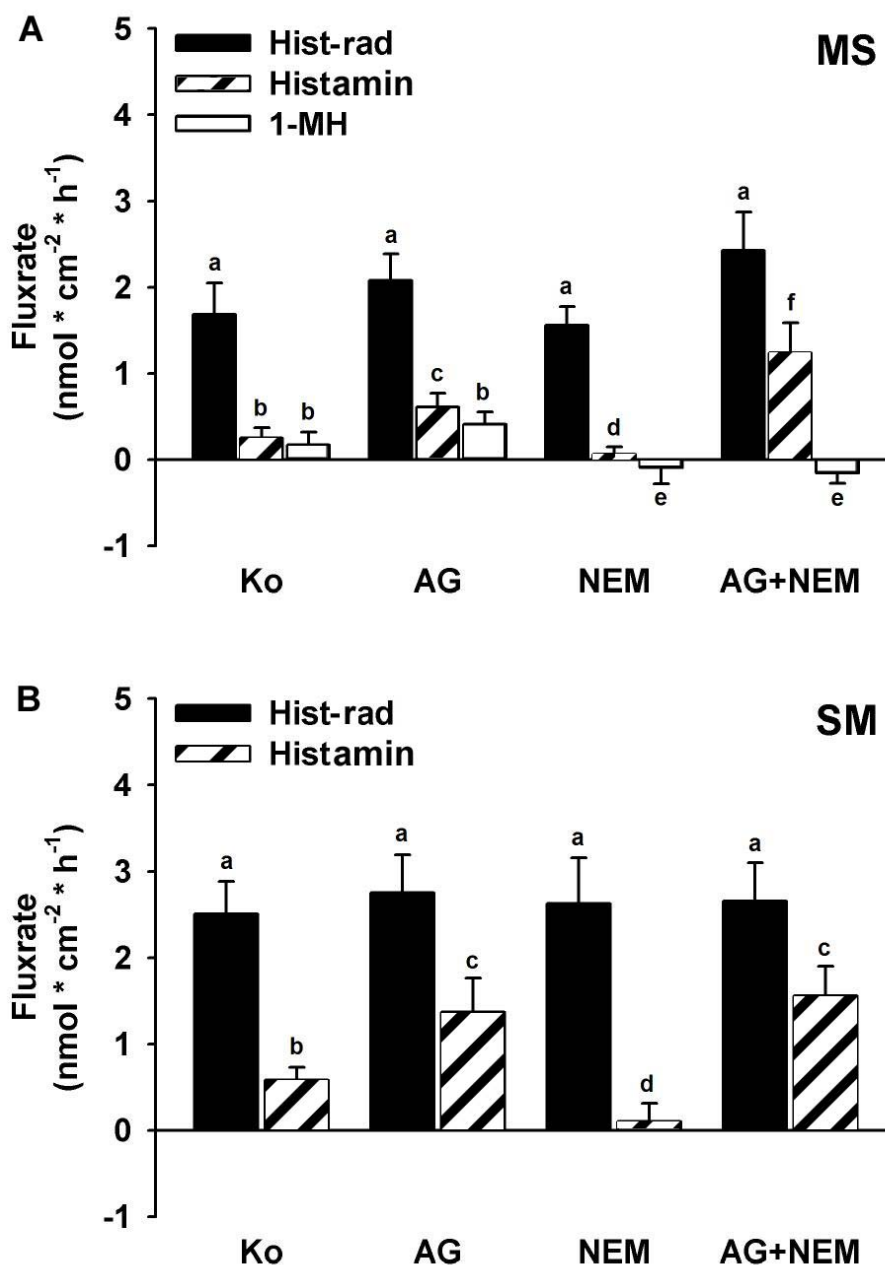 A
MS
Hist-rad
Histamin
1-MH
Fluxrate
(nmol * cm⁻² * h⁻¹)
5
4
3
2
1
0
-1
a
b
b
a
c
b
a
d
e
a
f
e
Ko AG NEM AG+NEM
B
SM
Hist-rad
Histamin
Fluxrate
(nmol * cm⁻² * h⁻¹)
5
4
3
2
1
0
-1
a
b
a
c
a
d
a
c
Ko AG NEM AG+NEM